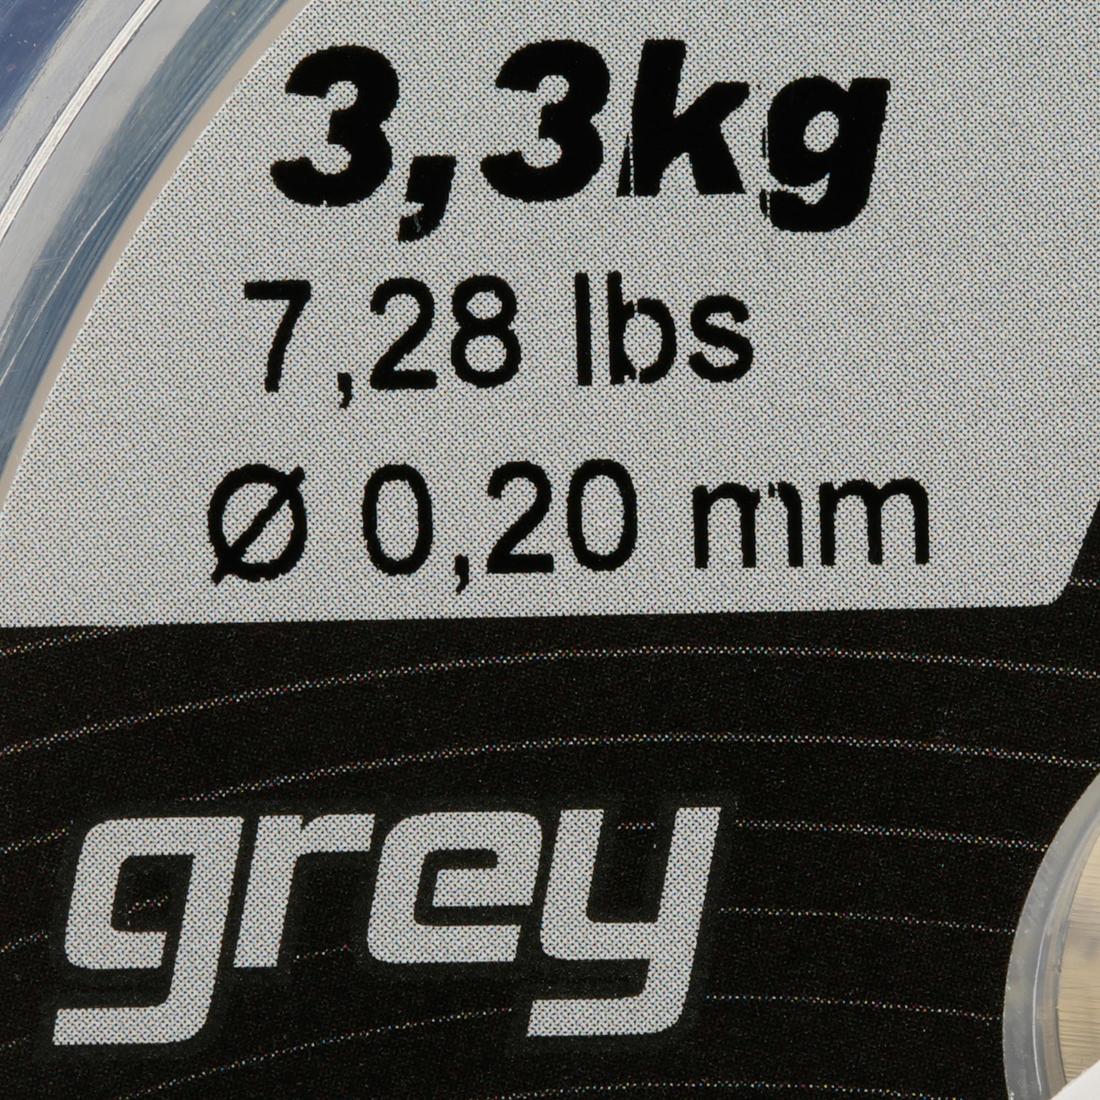 3,3kg
7,28 lbs
Ø 0,20 mm
grey